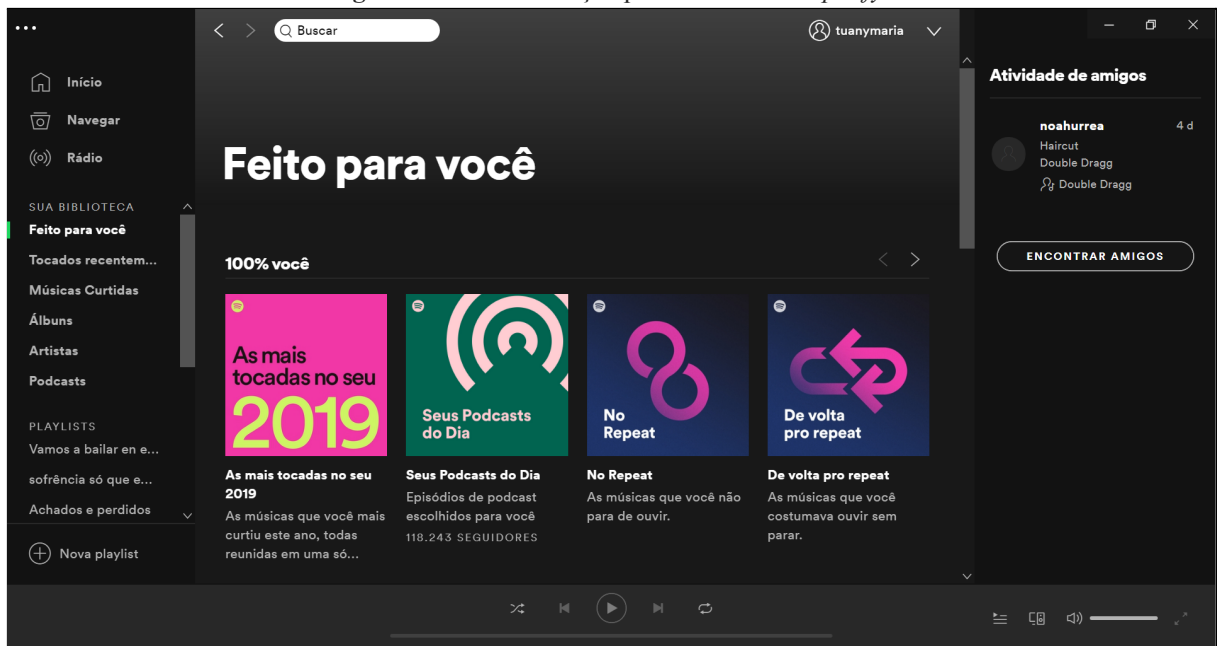 Buscar
tuanymaria
Início
Navegar
Rádio
SUA BIBLIOTECA
Feito para você
Tocados recentem...
Músicas Curtidas
Álbuns
Artistas
Podcasts
PLAYLISTS
Vamos a bailar en e...
sofrência só que e...
Achados e perdidos
Nova playlist
Feito para você
100% você
As mais
tocadas no seu
2019
As mais tocadas no seu
2019
As músicas que você mais
curtiu este ano, todas
reunidas em uma só...
Seus Podcasts
do Dia
Seus Podcasts do Dia
Episódios de podcast
escolhidos para você
118.243 SEGUIDORES
No
Repeat
No Repeat
As músicas que você não
para de ouvir.
De volta
pro repeat
De volta pro repeat
As músicas que você
costumava ouvir sem
parar.
Atividade de amigos
noahurrea 4 d
Haircut
Double Dragg
Double Dragg
ENCONTRAR AMIGOS